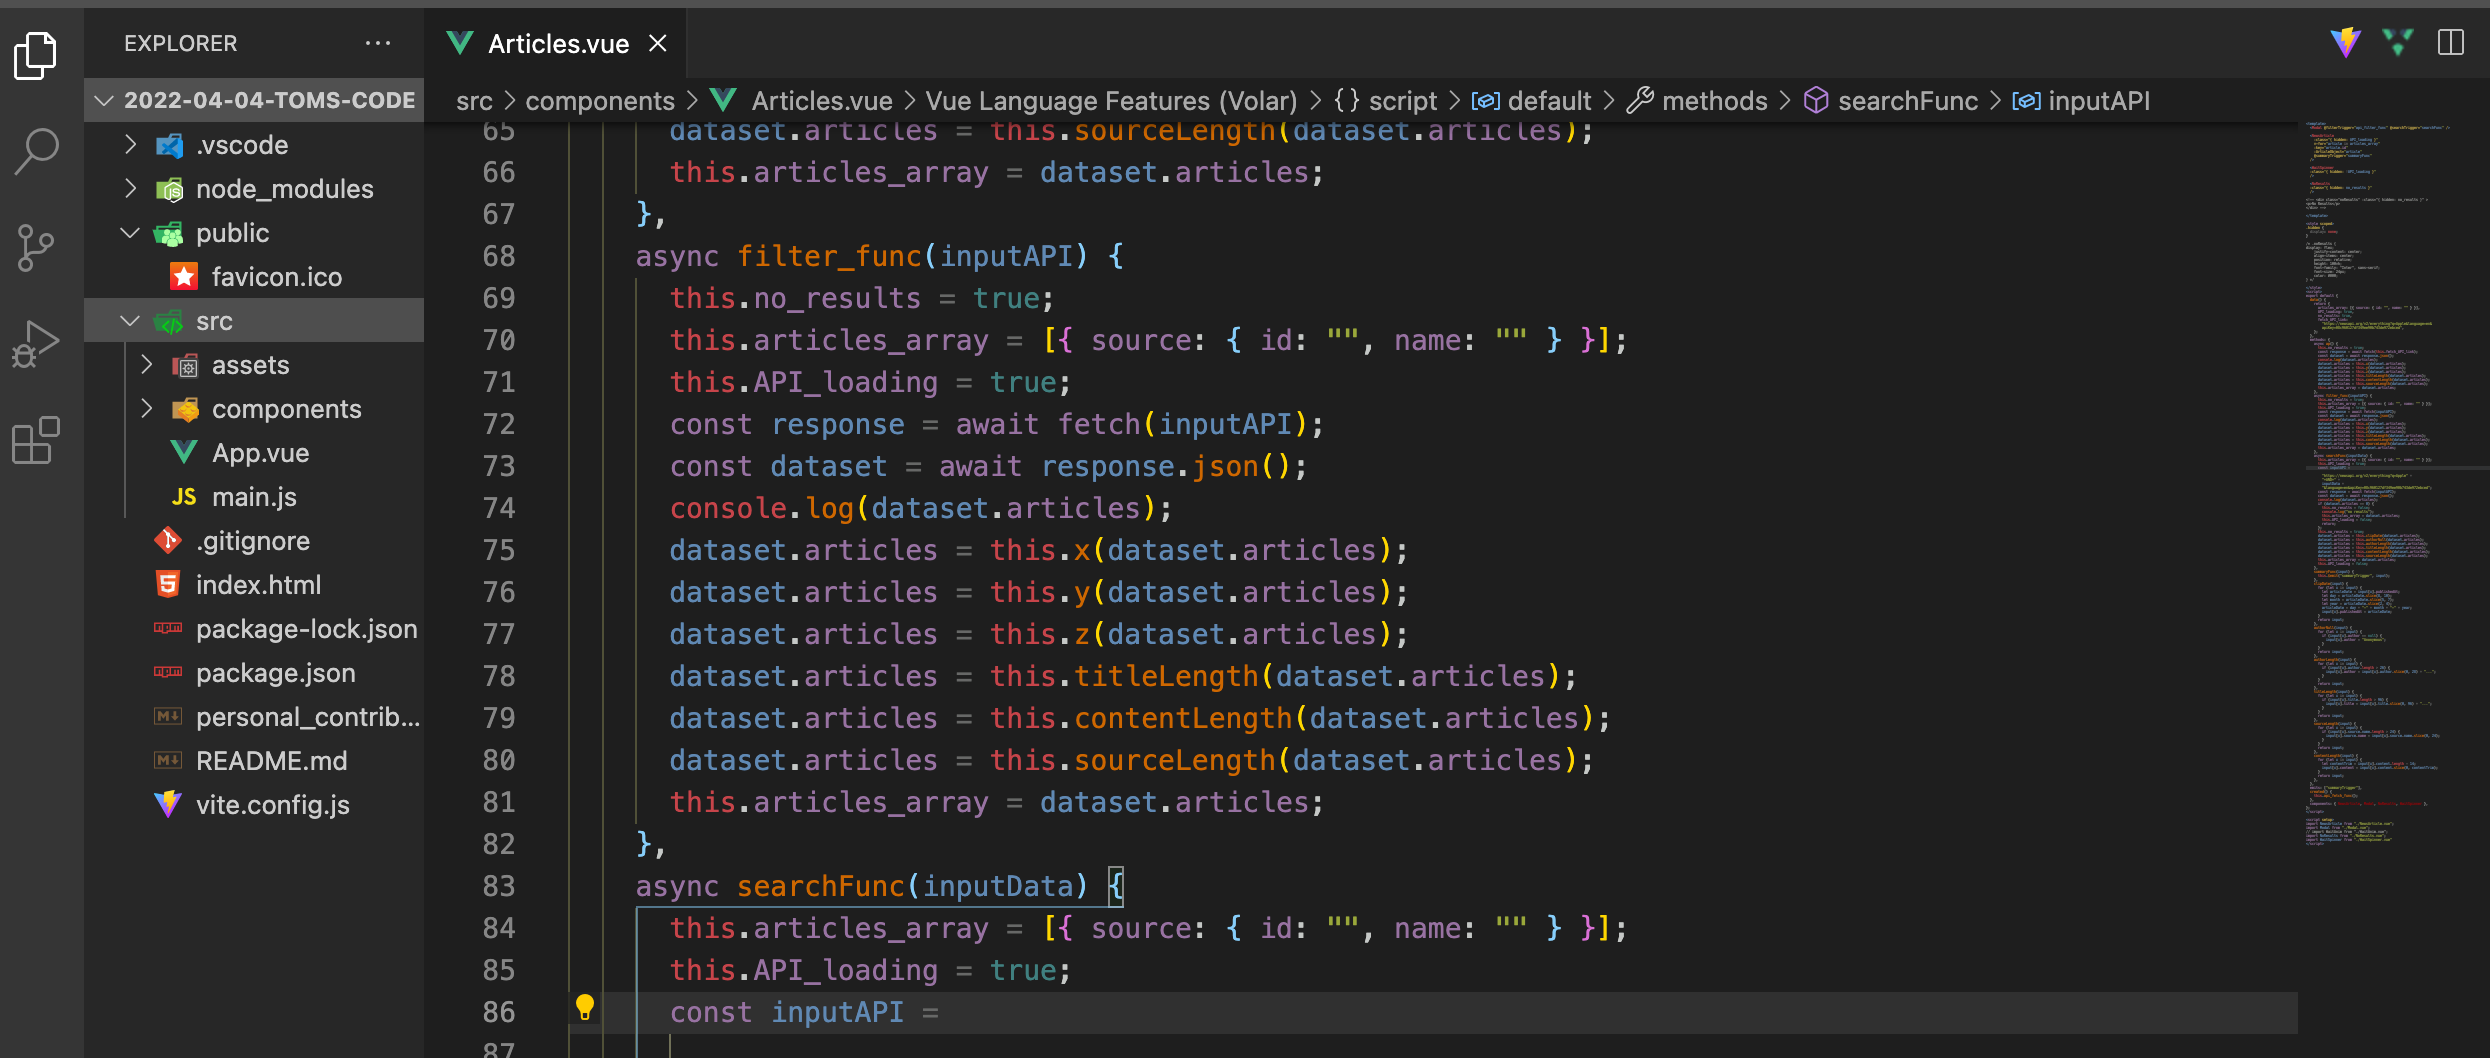 EXPLORER ...
2022-04-04-TOMS-CODE
.vscode
node_modules
public
favicon.ico
src
assets
components
App.vue
JS main.js
.gitignore
index.html
package-lock.json
package.json
personal_contrib...
README.md
vite.config.js
Articles.vue
src > components > Articles.vue > Vue Language Features (Volar) > {} script > default > methods > searchFunc > inputAPI
65 dataset.articles = this.sourceLength(dataset.articles);
66 this.articles_array = dataset.articles;
67 },
68 async filter_func(inputAPI) {
69 this.no_results = true;
70 this.articles_array = [{ source: { id: "", name: "" } }];
71 this.API_loading = true;
72 const response = await fetch(inputAPI);
73 const dataset = await response.json();
74 console.log(dataset.articles);
75 dataset.articles = this.x(dataset.articles);
76 dataset.articles = this.y(dataset.articles);
77 dataset.articles = this.z(dataset.articles);
78 dataset.articles = this.titleLength(dataset.articles);
79 dataset.articles = this.contentLength(dataset.articles);
80 dataset.articles = this.sourceLength(dataset.articles);
81 this.articles_array = dataset.articles;
82 },
83 async searchFunc(inputData) {
84 this.articles_array = [{ source: { id: "", name: "" } }];
85 this.API_loading = true;
86 const inputAPI =
87